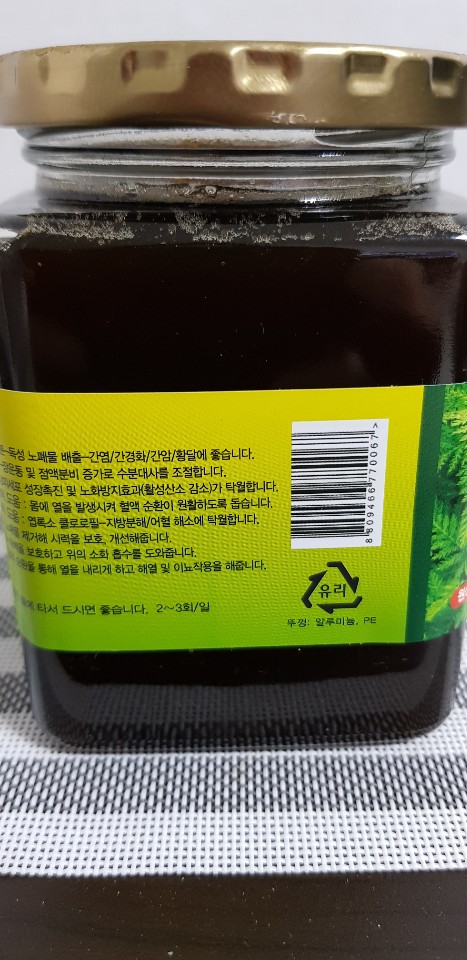 독성 노폐물 배출-간염/간경화/간암/황달에 좋습니다.
및 점액분비 증가로 수분대사를 조절합니다.
성장촉진 및 노화방지효과(활성산소 감소)가 탁월합니다.
도움 : 몸에 열을 발생시켜 혈액 순환이 원활하도록 돕습니다.
: 엽록소 클로로필-지방분해/어혈 해소에 탁월합니다.
제거해 시력을 보호, 개선해줍니다.
보호하고 위의 소화 흡수를 도와줍니다.
통해 열을 내리게 하고 해열 및 이뇨작용을 해줍니다.
타서 드시면 좋습니다. 2~3회/일
8 809466 770067 >
유리
뚜껑: 알루미늄, PE